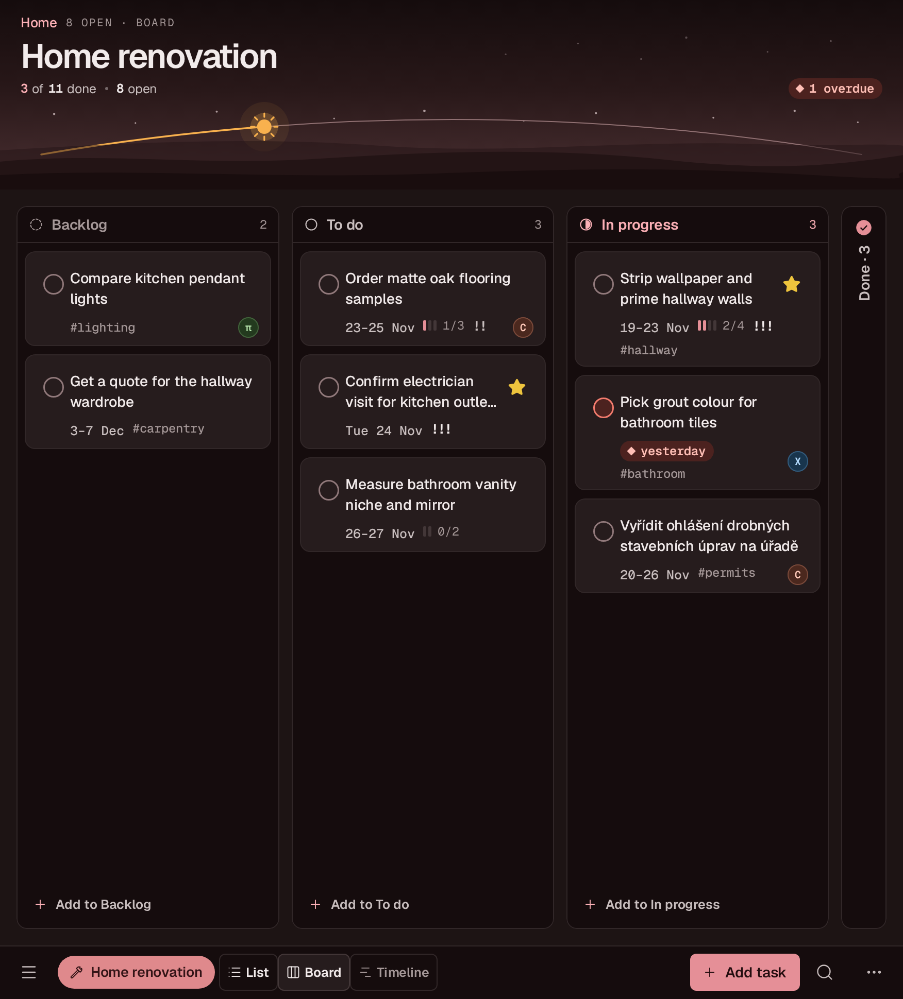 Home 8 OPEN · BOARD
Home renovation
3 of 11 done • 8 open
1 overdue
Backlog 2
Compare kitchen pendant
lights
#lighting π
Get a quote for the hallway
wardrobe
3–7 Dec #carpentry
+ Add to Backlog
To do 3
Order matte oak flooring
samples
23–25 Nov 1/3 !! C
Confirm electrician
visit for kitchen outle…
Tue 24 Nov !!!
Measure bathroom vanity
niche and mirror
26–27 Nov 0/2
+ Add to To do
In progress 3
Strip wallpaper and
prime hallway walls
19–23 Nov 2/4 !!!
#hallway
Pick grout colour for
bathroom tiles
yesterday
#bathroom X
Vyřídit ohlášení drobných
stavebních úprav na úřadě
20–26 Nov #permits C
+ Add to In progress
Done · 3
Home renovation List Board Timeline + Add task